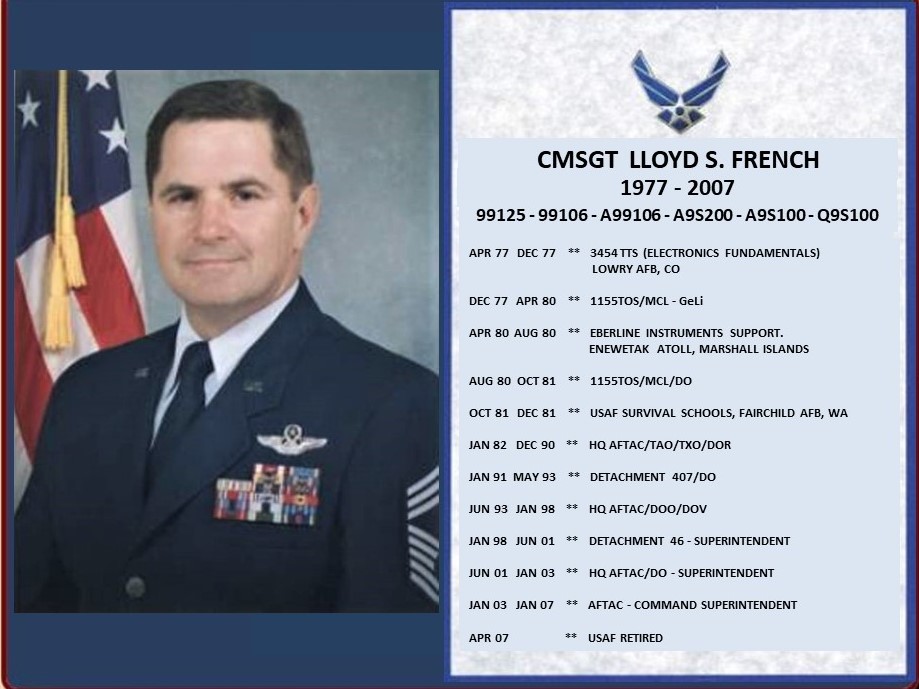 CMSGT LLOYD S. FRENCH
1977 - 2007
99125 - 99106 - A99106 - A9S200 - A9S100 - Q9S100
APR 77 DEC 77 ** 3454 TTS (ELECTRONICS FUNDAMENTALS)
LOWRY AFB, CO
DEC 77 APR 80 ** 1155TOS/MCL - GeLi
APR 80 AUG 80 ** EBERLINE INSTRUMENTS SUPPORT.
ENEWETAK ATOLL, MARSHALL ISLANDS
AUG 80 OCT 81 ** 1155TOS/MCL/DO
OCT 81 DEC 81 ** USAF SURVIVAL SCHOOLS, FAIRCHILD AFB, WA
JAN 82 DEC 90 ** HQ AFTAC/TAO/TXO/DOR
JAN 91 MAY 93 ** DETACHMENT 407/DO
JUN 93 JAN 98 ** HQ AFTAC/DOO/DOV
JAN 98 JUN 01 ** DETACHMENT 46 - SUPERINTENDENT
JUN 01 JAN 03 ** HQ AFTAC/DO - SUPERINTENDENT
JAN 03 JAN 07 ** AFTAC - COMMAND SUPERINTENDENT
APR 07 ** USAF RETIRED